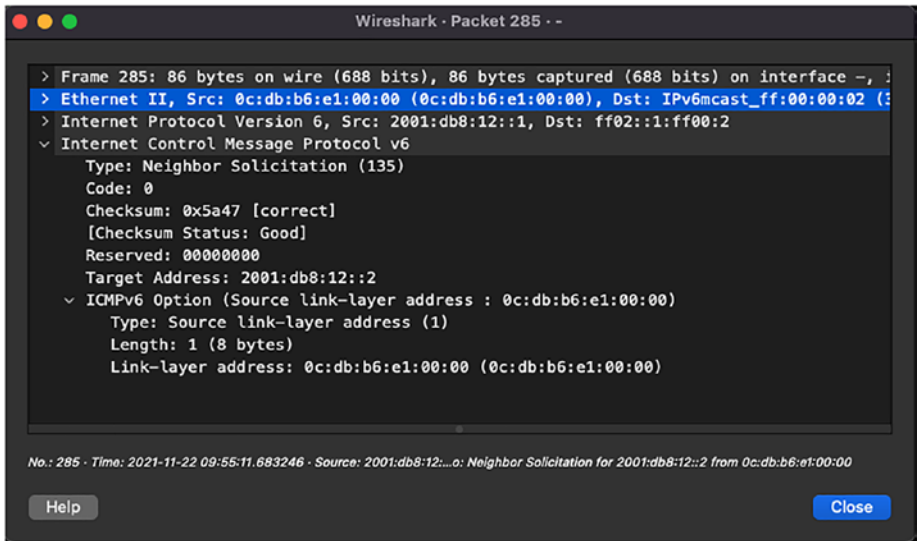 Wireshark · Packet 285 · -
> Frame 285: 86 bytes on wire (688 bits), 86 bytes captured (688 bits) on interface -,
> Ethernet II, Src: 0c:db:b6:e1:00:00 (0c:db:b6:e1:00:00), Dst: IPv6mcast_ff:00:00:02 (3
> Internet Protocol Version 6, Src: 2001:db8:12::1, Dst: ff02::1:ff00:2
Internet Control Message Protocol v6
Type: Neighbor Solicitation (135)
Code: 0
Checksum: 0x5a47 [correct]
[Checksum Status: Good]
Reserved: 00000000
Target Address: 2001:db8:12::2
ICMPv6 Option (Source link-layer address : 0c:db:b6:e1:00:00)
Type: Source link-layer address (1)
Length: 1 (8 bytes)
Link-layer address: 0c:db:b6:e1:00:00 (0c:db:b6:e1:00:00)
No.: 285 · Time: 2021-11-22 09:55:11.683246 · Source: 2001:db8:12:...o: Neighbor Solicitation for 2001:db8:12::2 from 0c:db:b6:e1:00:00
Help
Close